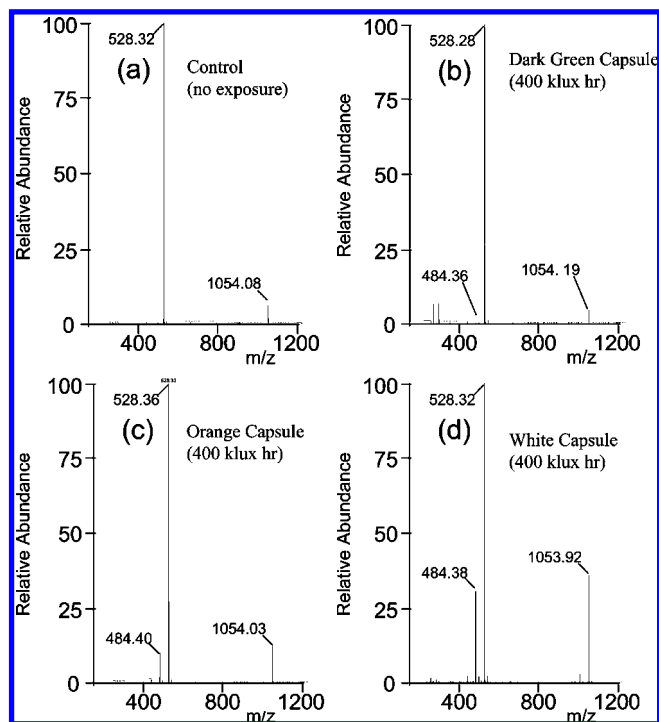 100
75
50
25
0
Relative Abundance
528.32
(a)
Control
(no exposure)
1054.08
400
800
1200
m/z
100
75
50
25
0
Relative Abundance
528.28
(b)
Dark Green Capsule
(400 klux hr)
484.36
1054. 19
400
800
1200
m/z
100
75
50
25
0
Relative Abundance
528.36
(c)
Orange Capsule
(400 klux hr)
484.40
1054.03
400
800
1200
m/z
100
75
50
25
0
Relative Abundance
528.32
(d)
White Capsule
(400 klux hr)
484.38
1053.92
400
800
1200
m/z